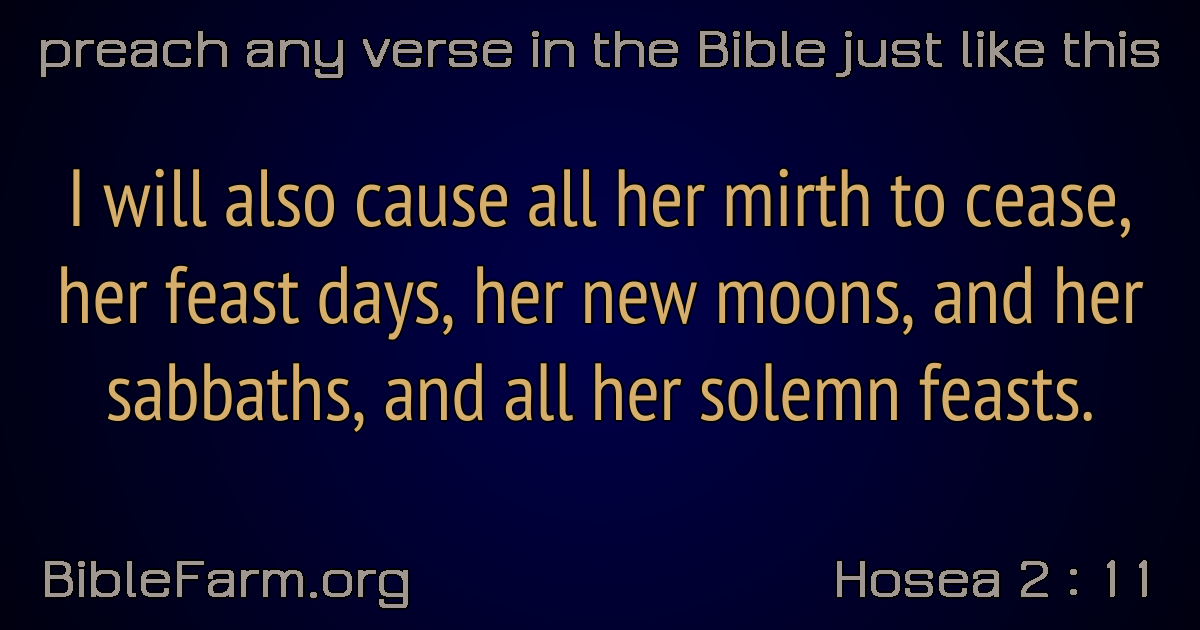 preach any verse in the Bible just like this
I will also cause all her mirth to cease,
her feast days, her new moons, and her
sabbaths, and all her solemn feasts.
BibleFarm.org
Hosea 2 : 11